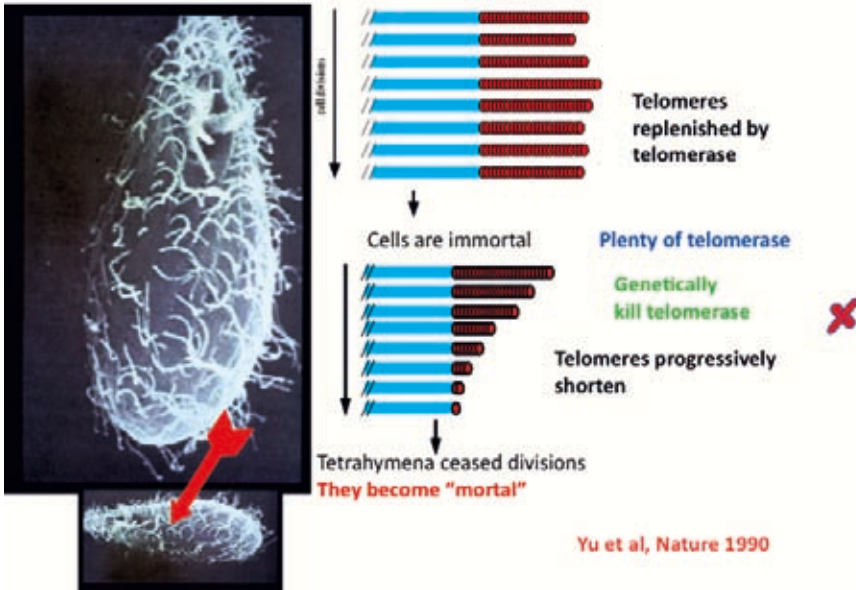 cell divisions
Telomeres
replenished by
telomerase
Cells are immortal
Plenty of telomerase
Genetically
kill telomerase
Telomeres progressively
shorten
Tetrahymena ceased divisions
They become "mortal"
Yu et al, Nature 1990